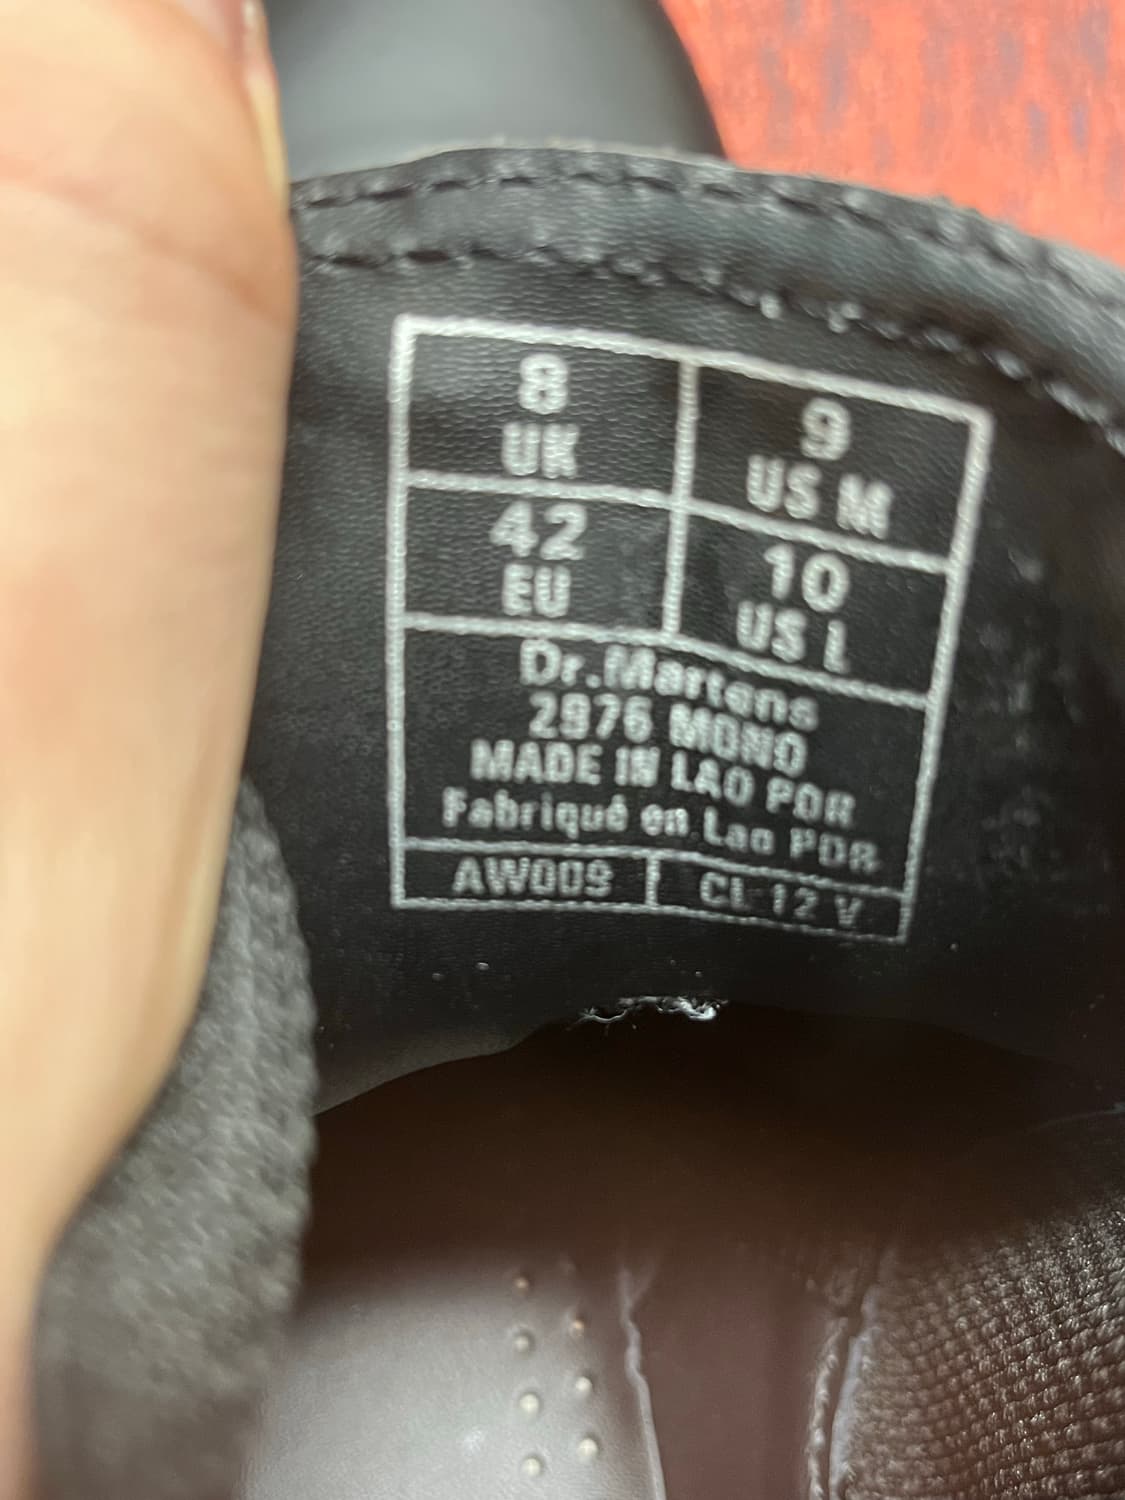 8
UK
9
US M
42
EU
10
US L
Dr.Martens
2976 MONO
MADE IN LAO PDR
Fabriqué en Lao PDR
AW009
CL 12 V